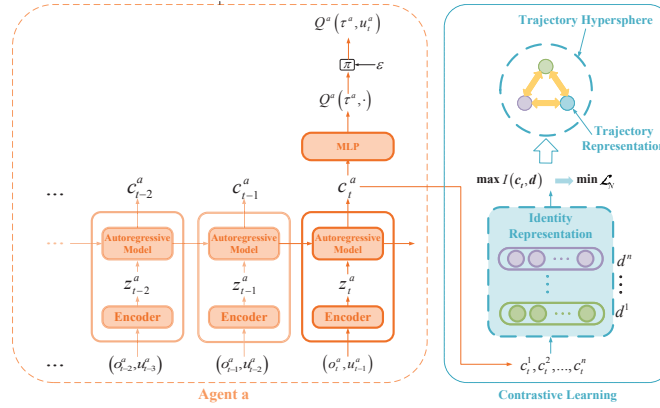 Q^a(τ^a, u_t^a)
π
ε
Q^a(τ^a, ·)
MLP
... c_{t-2}^a c_{t-1}^a c_t^a
... Autoregressive Model Autoregressive Model Autoregressive Model
z_{t-2}^a z_{t-1}^a z_t^a
Encoder Encoder Encoder
... (o_{t-2}^a, u_{t-3}^a) (o_{t-1}^a, u_{t-2}^a) (o_t^a, u_{t-1}^a)
Agent a
Trajectory Hypersphere
Trajectory
Representation
max I(c_t, d) min ℒ_N
Identity
Representation
... d^n
⋮ ⋮
... d^1
c_t^1, c_t^2, ..., c_t^n
Contrastive Learning